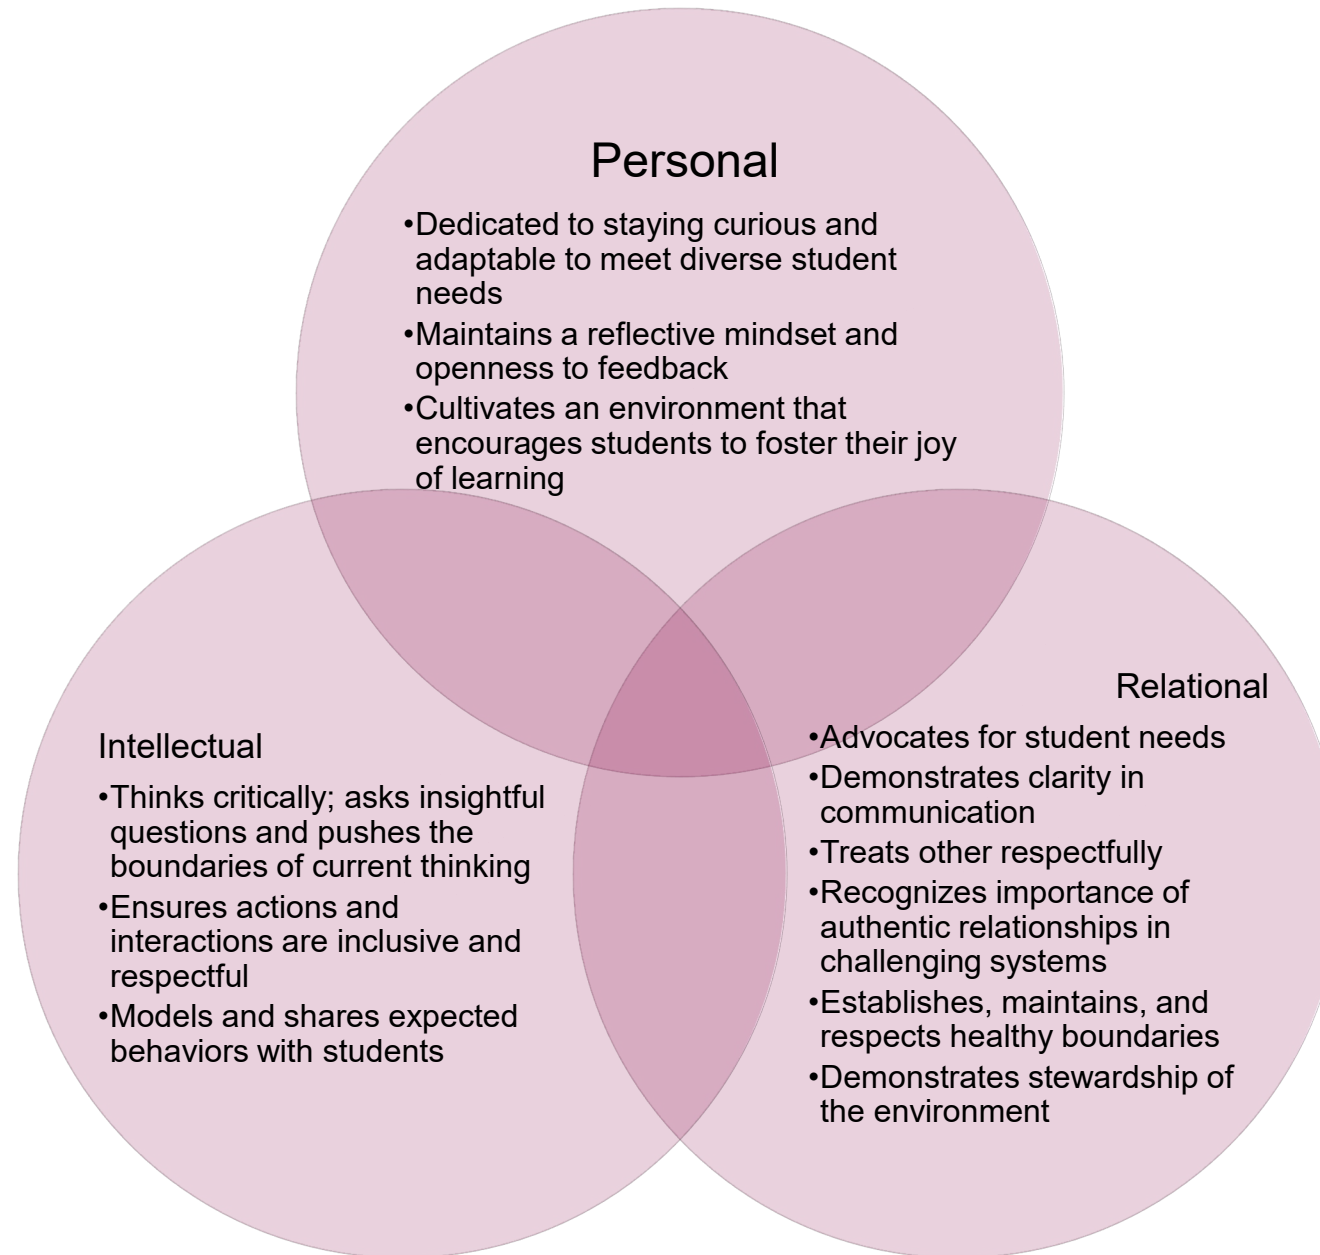 Personal
•Dedicated to staying curious and
adaptable to meet diverse student
needs
•Maintains a reflective mindset and
openness to feedback
•Cultivates an environment that
encourages students to foster their joy
of learning
Intellectual
•Thinks critically; asks insightful
questions and pushes the
boundaries of current thinking
•Ensures actions and
interactions are inclusive and
respectful
•Models and shares expected
behaviors with students
Relational
•Advocates for student needs
•Demonstrates clarity in
communication
•Treats other respectfully
•Recognizes importance of
authentic relationships in
challenging systems
•Establishes, maintains, and
respects healthy boundaries
•Demonstrates stewardship of
the environment